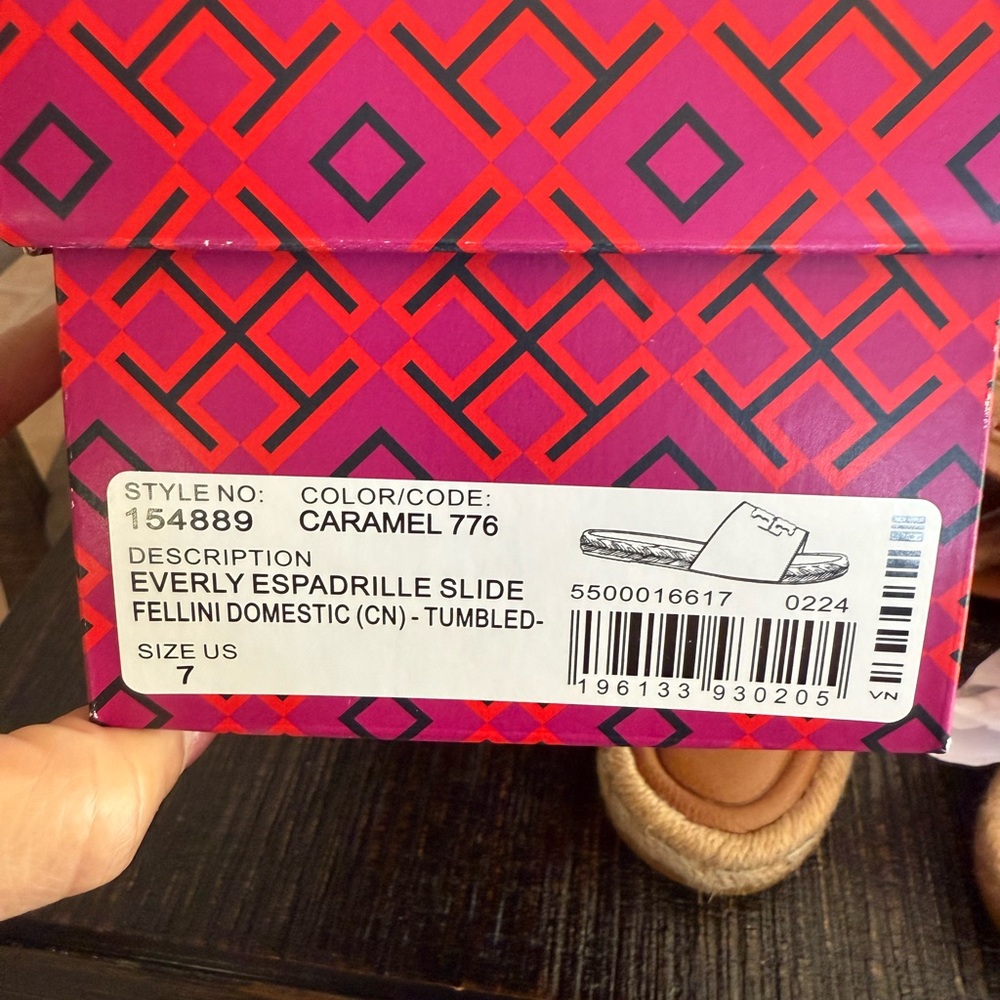 STYLE NO: COLOR/CODE:
154889 CARAMEL 776
DESCRIPTION
EVERLY ESPADRILLE SLIDE
FELLINI DOMESTIC (CN) - TUMBLED-
SIZE US
7
5500016617 0224
196133 930205
VN